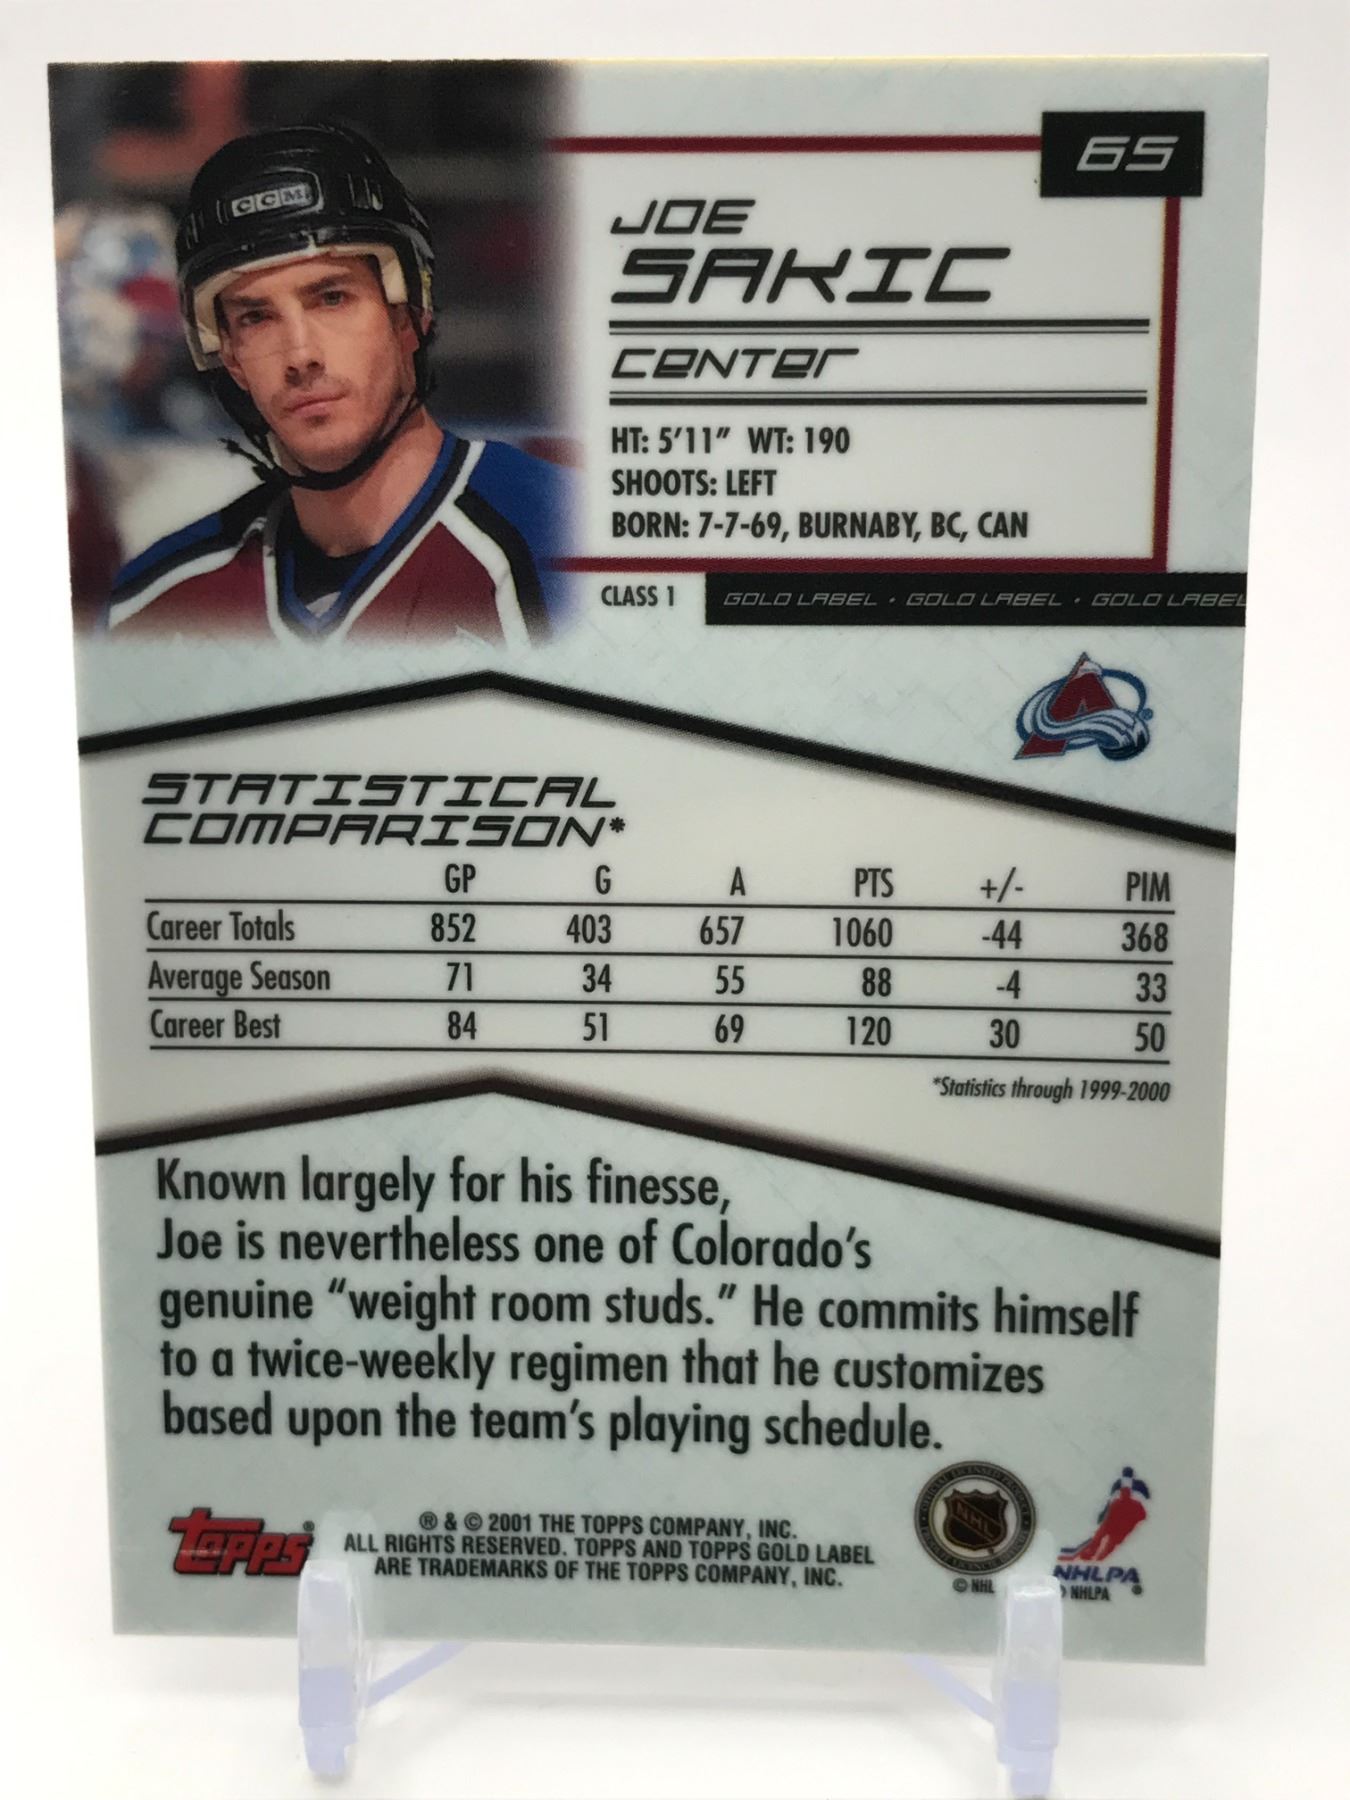 CCM
65
JOE
SAKIC
CENTER
HT: 5'11" WT: 190
SHOOTS: LEFT
BORN: 7-7-69, BURNABY, BC, CAN
CLASS 1
GOLD LABEL · GOLD LABEL · GOLD LABEL
STATISTICAL
COMPARISON*
GP G A PTS +/- PIM
Career Totals 852 403 657 1060 -44 368
Average Season 71 34 55 88 -4 33
Career Best 84 51 69 120 30 50
*Statistics through 1999-2000
Known largely for his finesse,
Joe is nevertheless one of Colorado's
genuine "weight room studs." He commits himself
to a twice-weekly regimen that he customizes
based upon the team's playing schedule.
Topps®
® & © 2001 THE TOPPS COMPANY, INC.
ALL RIGHTS RESERVED. TOPPS AND TOPPS GOLD LABEL
ARE TRADEMARKS OF THE TOPPS COMPANY, INC.
NHL
© NHL
NHLPA®
NHLPA